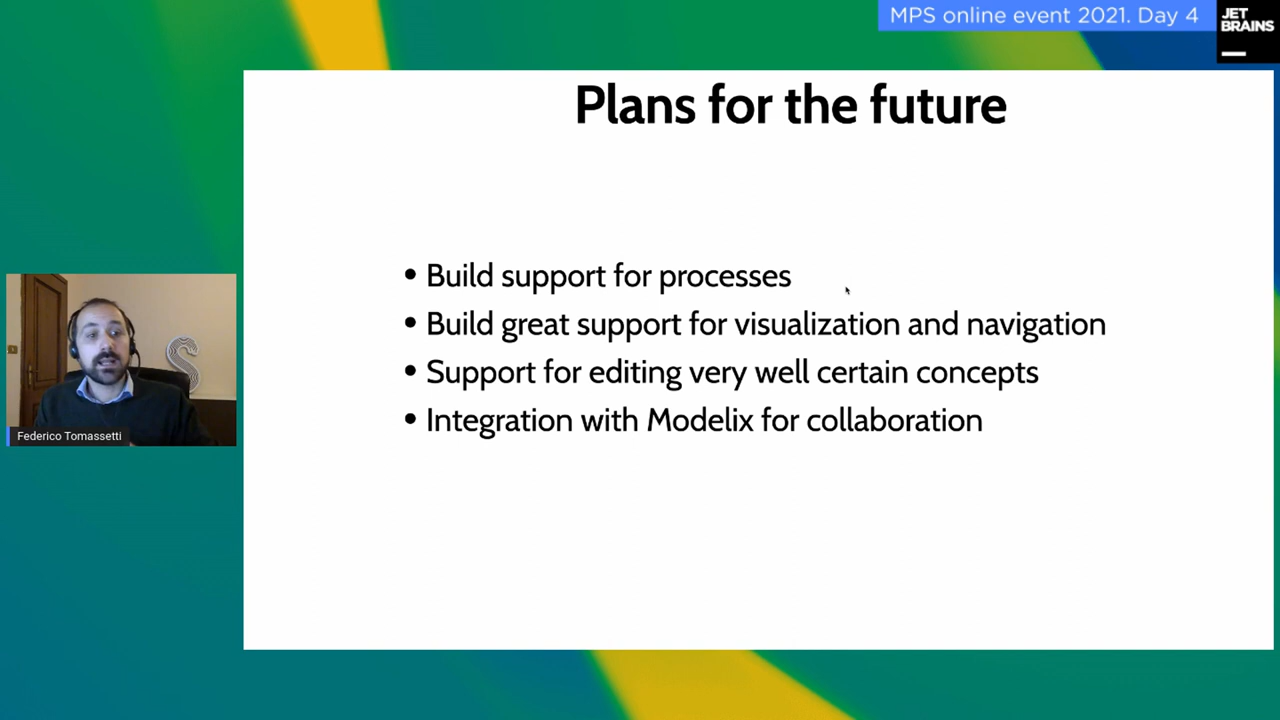 MPS online event 2021. Day 4
JET
BRAINS
Plans for the future
• Build support for processes
• Build great support for visualization and navigation
• Support for editing very well certain concepts
• Integration with Modelix for collaboration
Federico Tomassetti